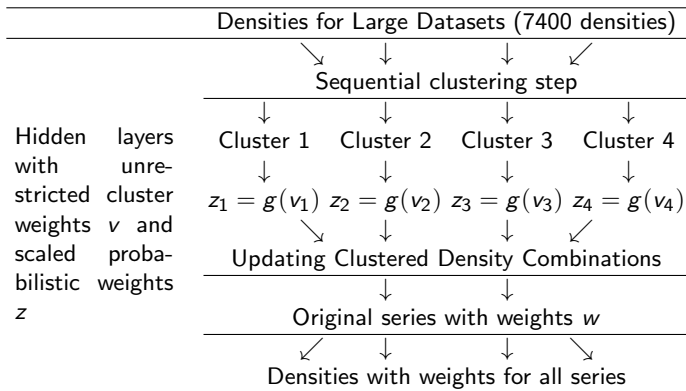 Densities for Large Datasets (7400 densities)
↘ ↓ ↓ ↙
Sequential clustering step
↓ ↓ ↓ ↓
Hidden layers
with unre-
stricted cluster
weights v and
scaled proba-
bilistic weights
z
Cluster 1 Cluster 2 Cluster 3 Cluster 4
↓ ↓ ↓ ↓
z₁ = g(v₁) z₂ = g(v₂) z₃ = g(v₃) z₄ = g(v₄)
↘ ↓ ↓ ↙
Updating Clustered Density Combinations
↓ ↓
Original series with weights w
↙ ↓ ↓ ↘
Densities with weights for all series